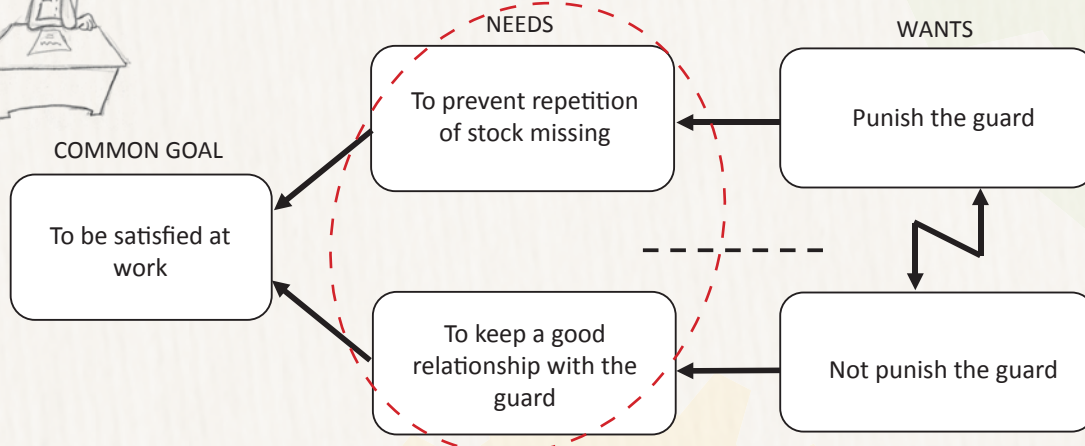 NEEDS
WANTS
To prevent repetition
of stock missing
Punish the guard
COMMON GOAL
To be satisfied at
work
To keep a good
relationship with the
guard
Not punish the guard